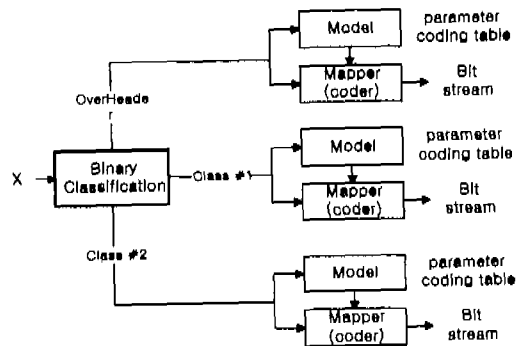 Model
parameter
coding table
Mapper
(coder)
Bit
stream
OverHeade
r
X
Binary
Classification
Class #1
Model
parameter
coding table
Mapper
(coder)
Bit
stream
Class #2
Model
parameter
coding table
Mapper
(coder)
Bit
stream